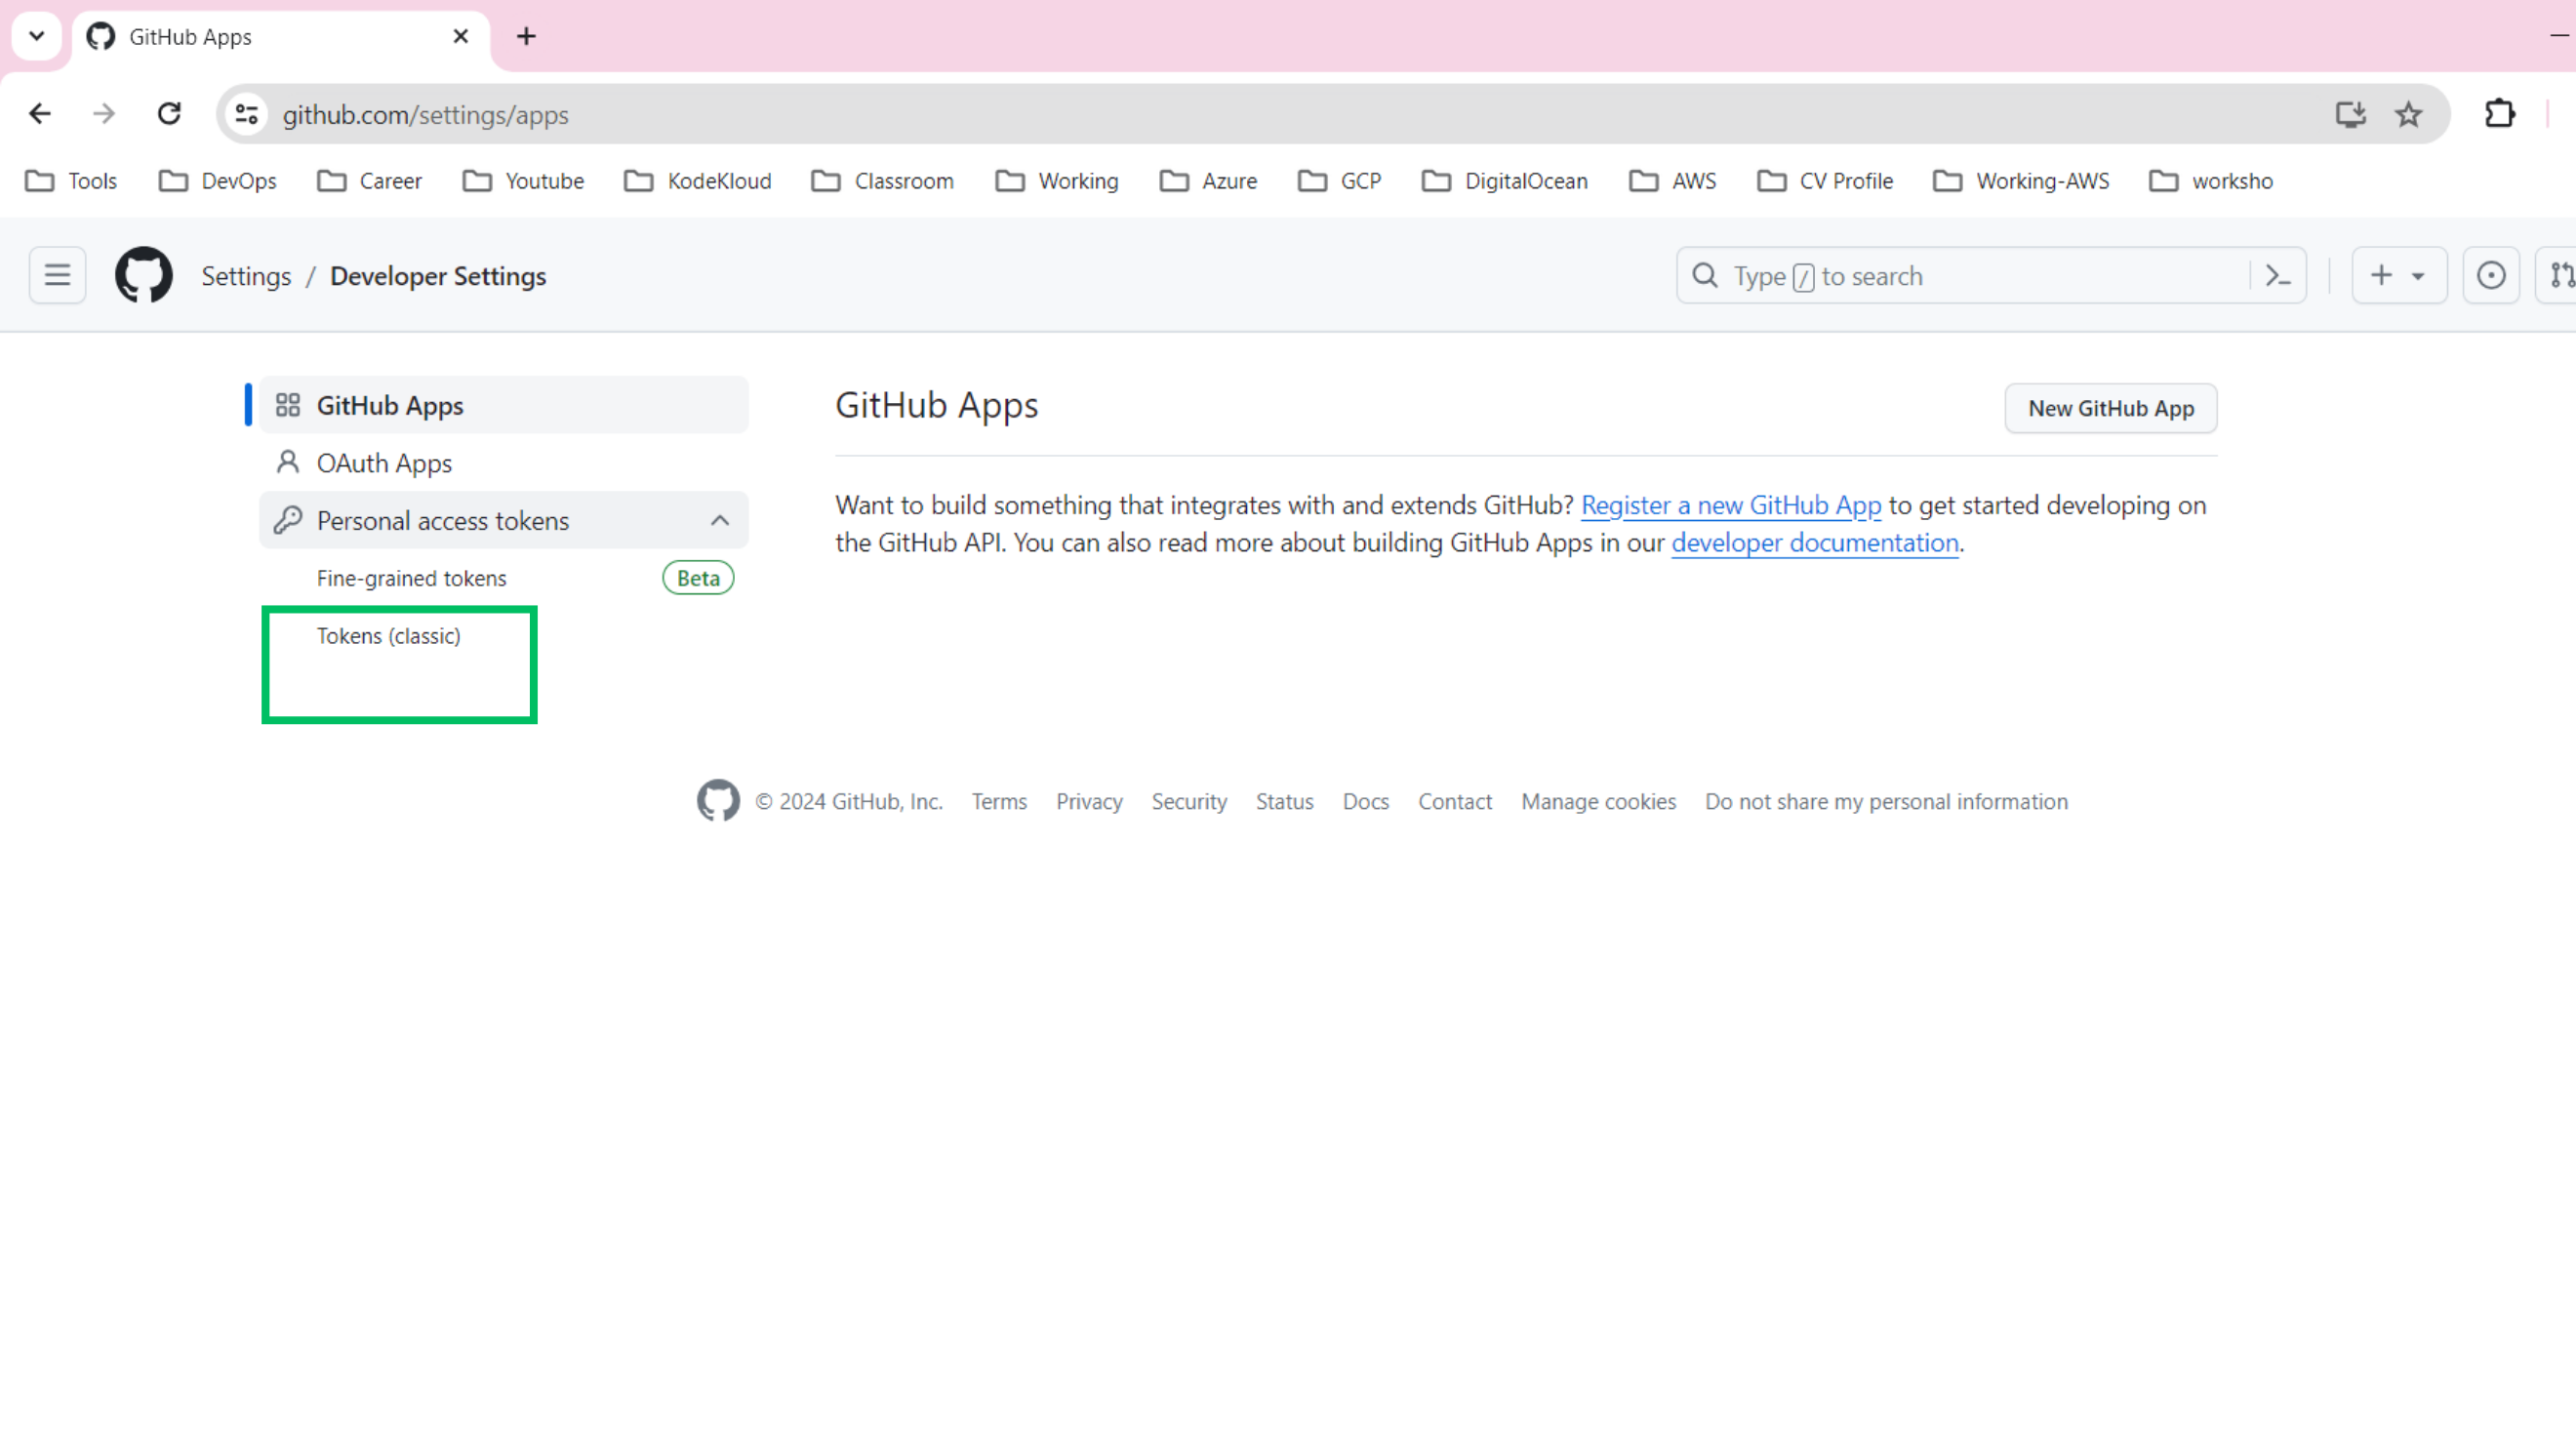 GitHub Apps
github.com/settings/apps
Tools DevOps Career Youtube KodeKloud Classroom Working Azure GCP DigitalOcean AWS CV Profile Working-AWS worksho
Settings / Developer Settings
Type / to search
GitHub Apps
OAuth Apps
Personal access tokens
Fine-grained tokens Beta
Tokens (classic)
GitHub Apps
New GitHub App
Want to build something that integrates with and extends GitHub? Register a new GitHub App to get started developing on
the GitHub API. You can also read more about building GitHub Apps in our developer documentation.
© 2024 GitHub, Inc. Terms Privacy Security Status Docs Contact Manage cookies Do not share my personal information